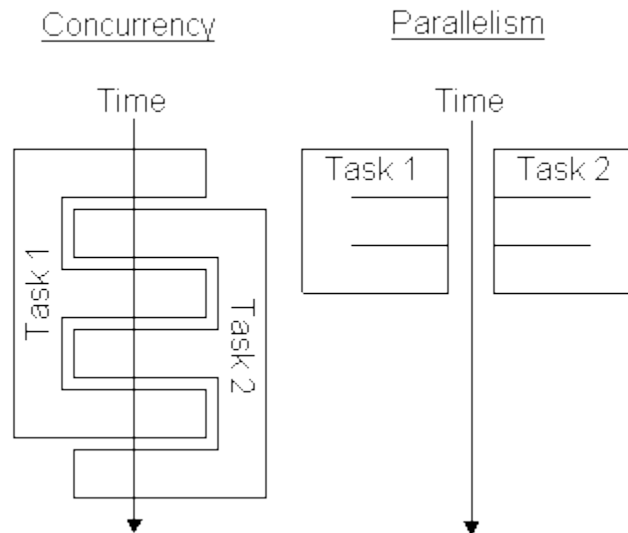 Concurrency
Parallelism
Time
Time
Task 1
Task 2
Task 1
Task 2